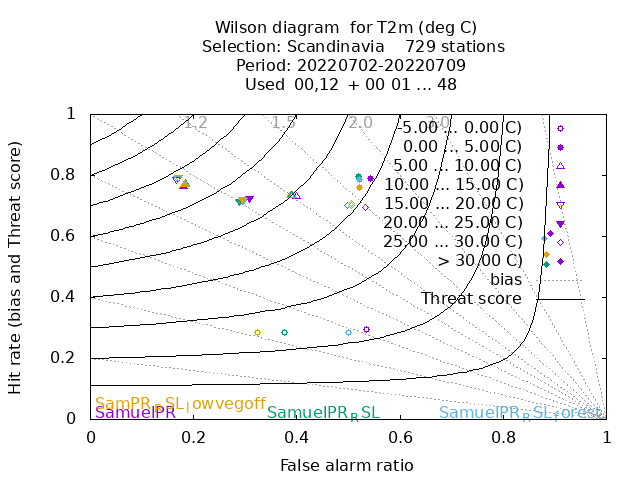 Wilson diagram  for T2m (deg C)
Selection: Scandinavia    729 stations
Period: 20220702-20220709
Used  00,12  + 00 01 ... 48
Hit rate (bias and Threat score)
1
0.8
0.6
0.4
0.2
0
1.2 1.5 2.0 3.0
-5.00 ... 0.00 C)
0.00 ... 5.00 C)
5.00 ... 10.00 C)
10.00 ... 15.00 C)
15.00 ... 20.00 C)
20.00 ... 25.00 C)
25.00 ... 30.00 C)
> 30.00 C)
bias
Threat score
SamPR_RSL_lowvegoff
SamuelPR SamuelPR_RSL SamuelPR_RSL_forest
0 0.2 0.4 0.6 0.8 1
False alarm ratio